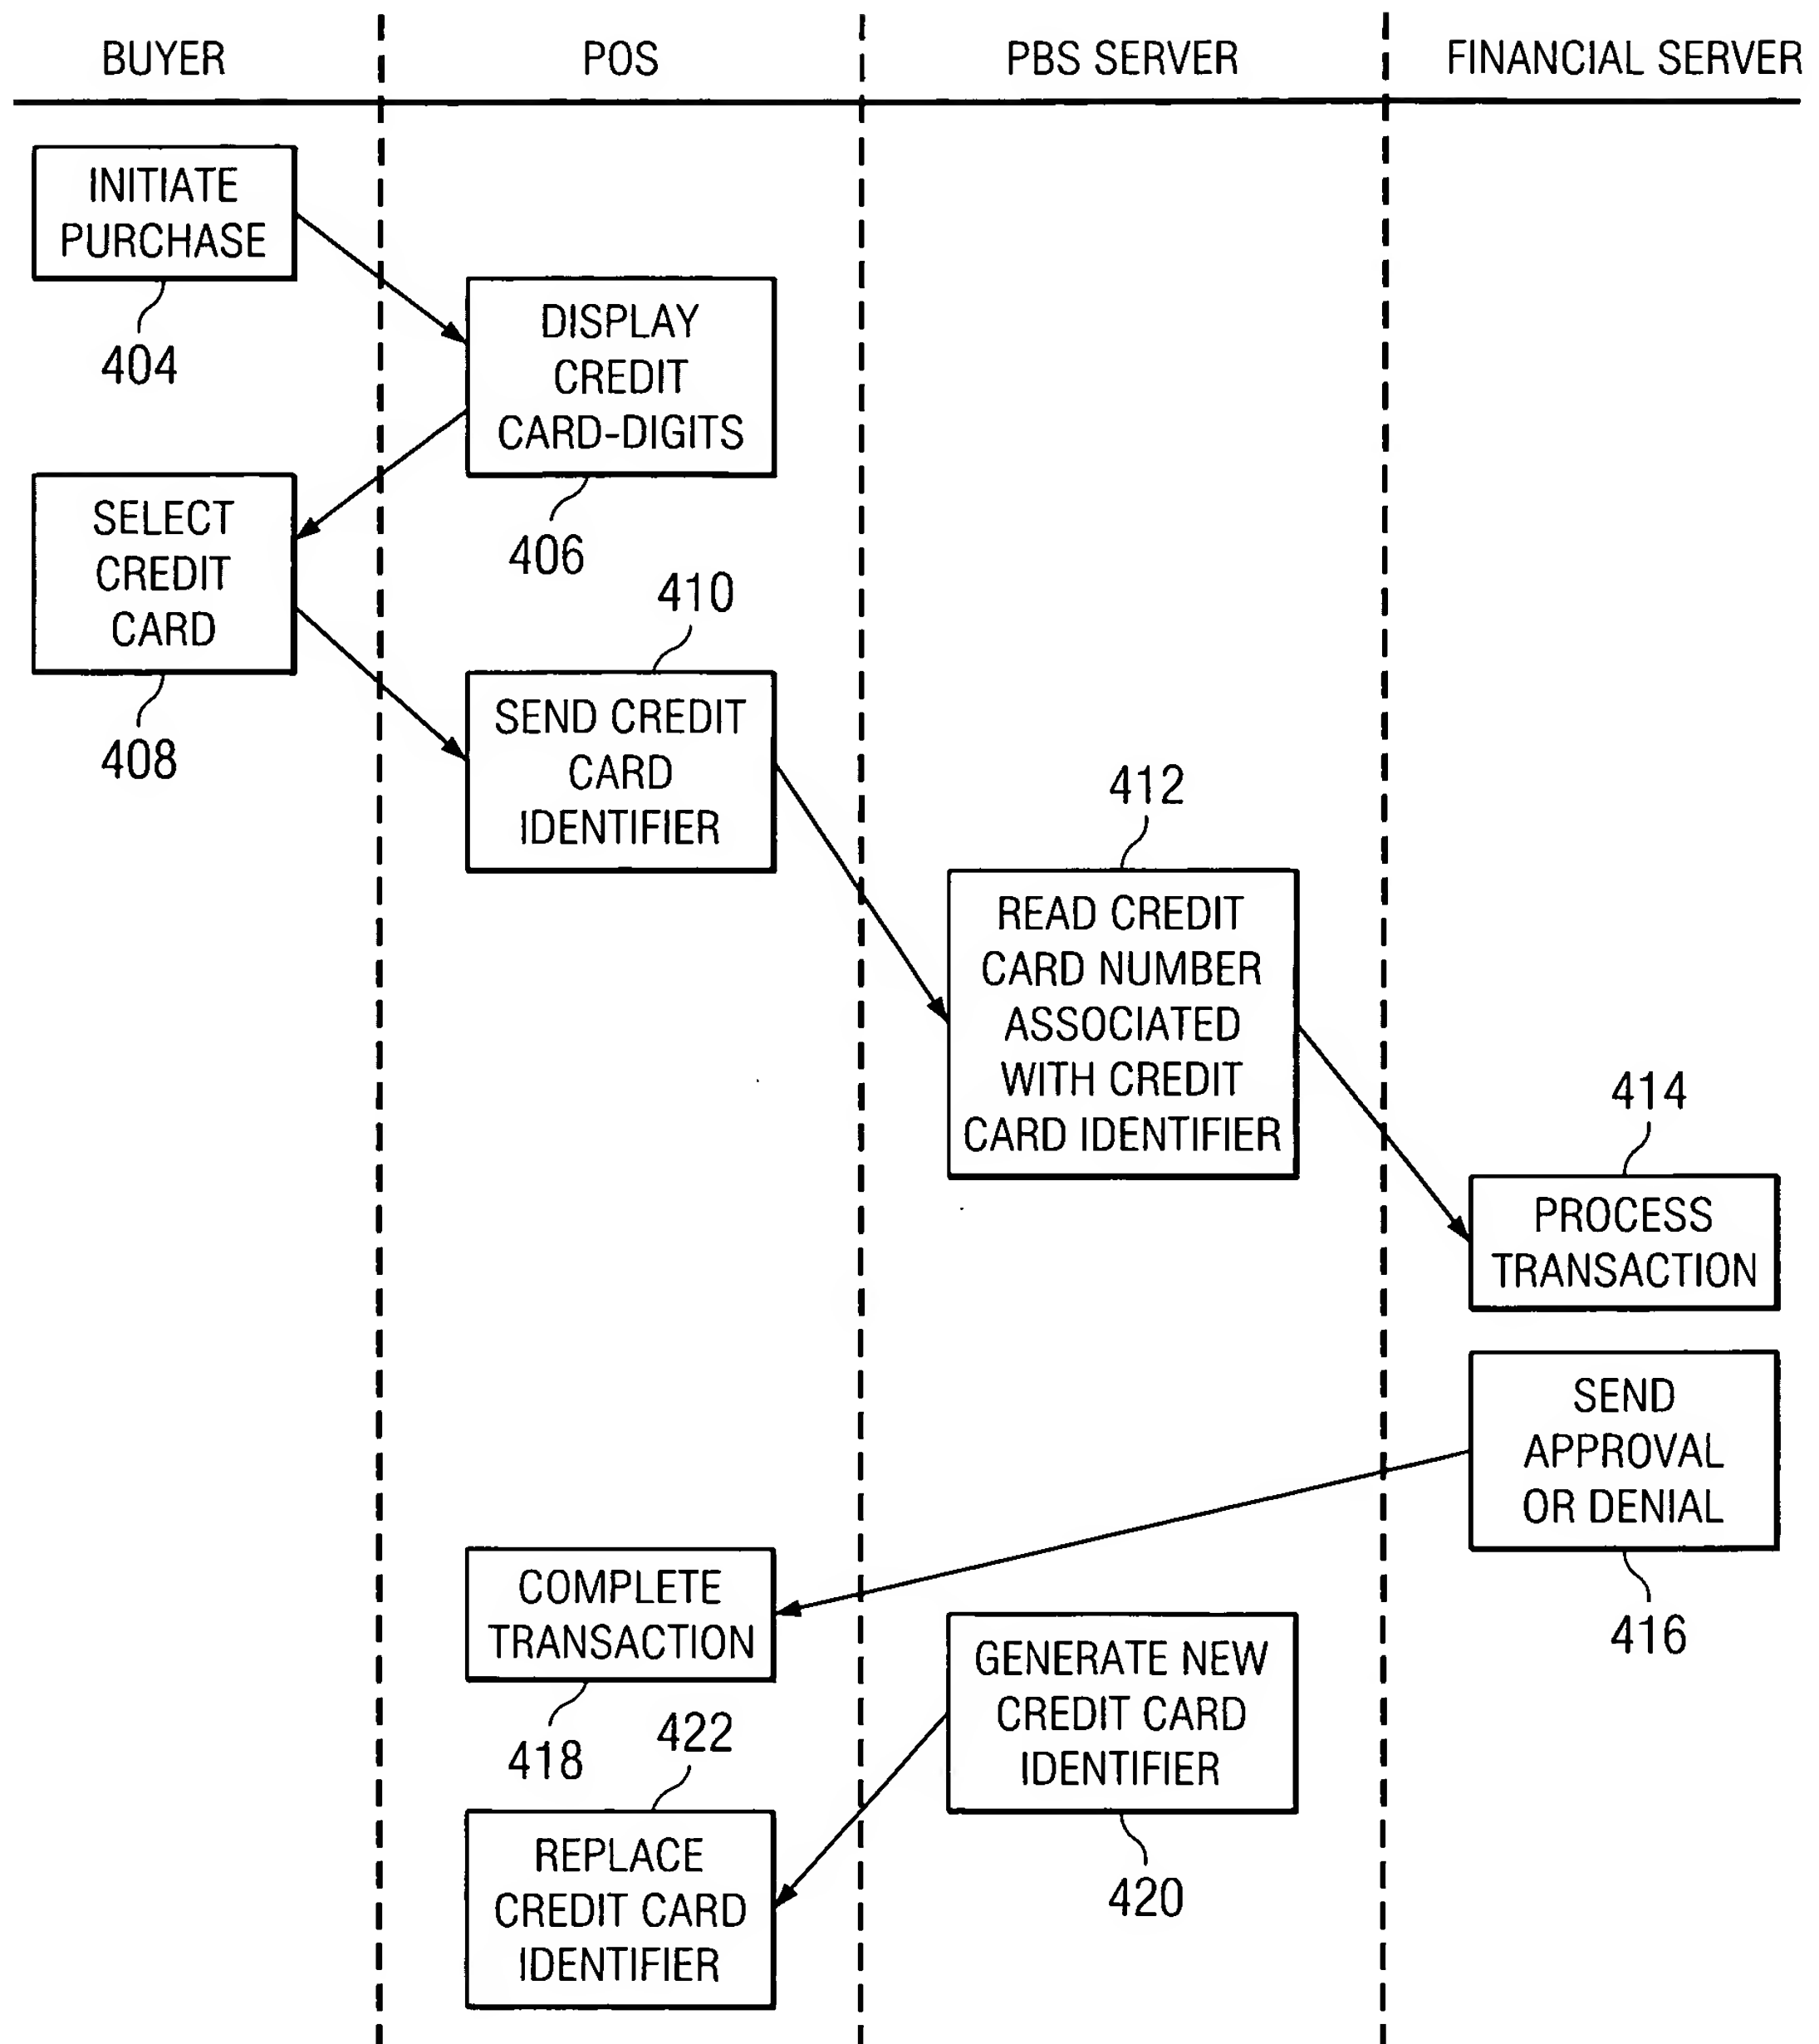 BUYER
POS
PBS SERVER
FINANCIAL SERVER
INITIATE
PURCHASE
404
DISPLAY
CREDIT
CARD-DIGITS
406
SELECT
CREDIT
CARD
408
410
SEND CREDIT
CARD
IDENTIFIER
412
READ CREDIT
CARD NUMBER
ASSOCIATED
WITH CREDIT
CARD IDENTIFIER
414
PROCESS
TRANSACTION
SEND
APPROVAL
OR DENIAL
416
COMPLETE
TRANSACTION
418
GENERATE NEW
CREDIT CARD
IDENTIFIER
420
422
REPLACE
CREDIT CARD
IDENTIFIER